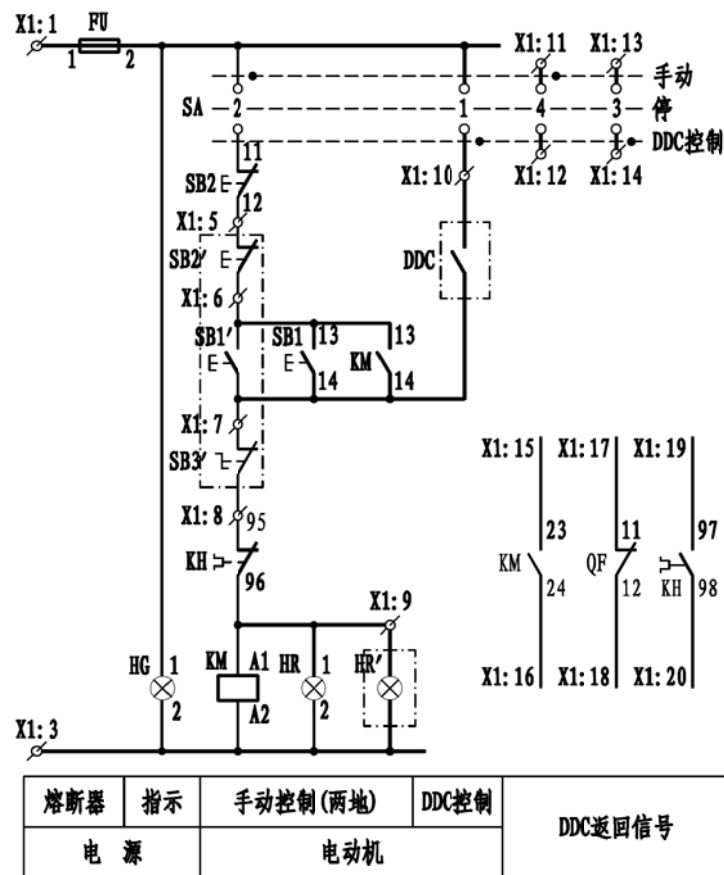 X1:1 FU X1:11 X1:13
1 2
手动
SA 2 1 4 3 停
DDC控制
11
SB2 X1:10 X1:12 X1:14
12
X1:5
SB2′ DDC
X1:6
SB1′ SB1 13 13
KM
14 14
X1:7
SB3′ X1:15 X1:17 X1:19
X1:8 95
23 11 97
KH KM QF KH
96 24 12 98
X1:9
HG 1 KM A1 HR 1 HR′
X1:16 X1:18 X1:20
2 A2 2
X1:3
熔断器 指示 手动控制(两地) DDC控制 DDC返回信号
电 源 电动机